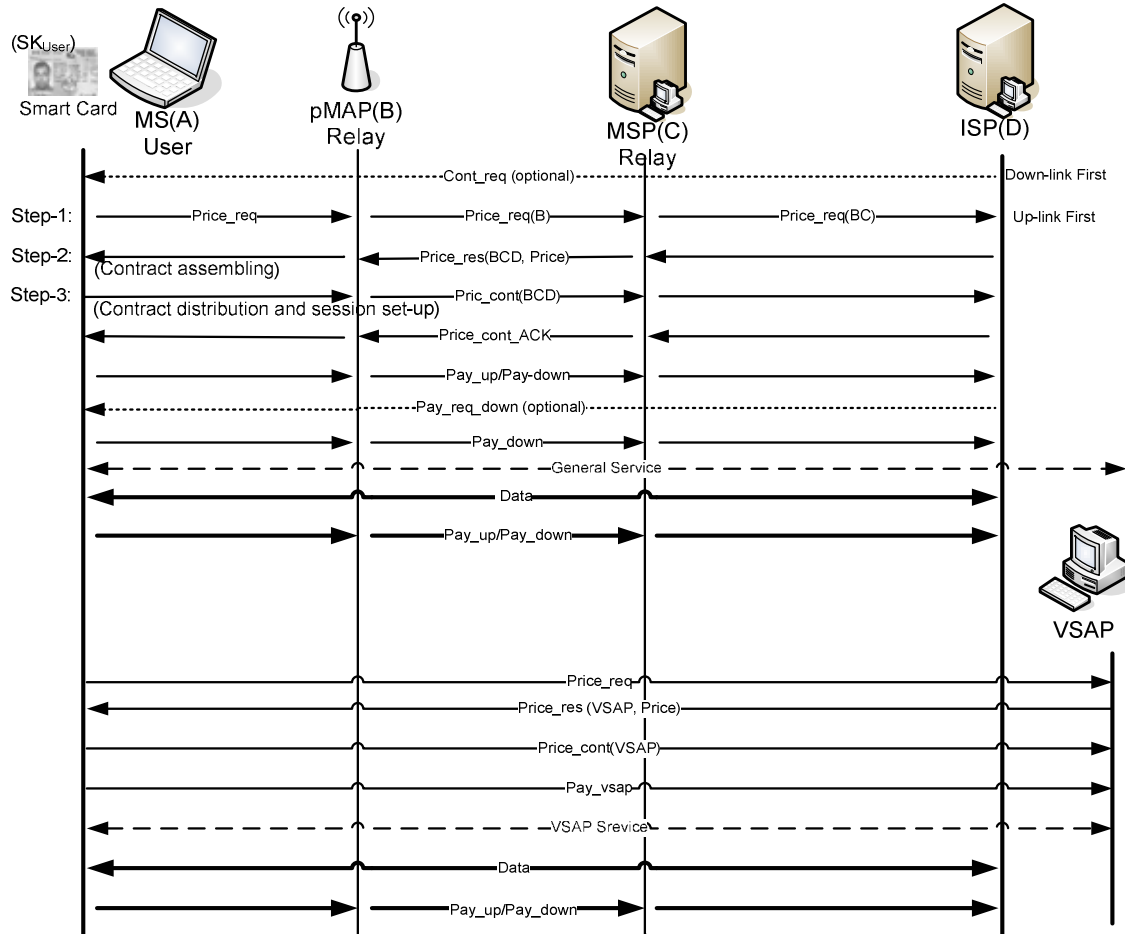 (SKUser)
Smart Card
MS(A)
User
pMAP(B)
Relay
MSP(C)
Relay
ISP(D)
Cont_req (optional)
Down-link First
Step-1:
Price_req
Price_req(B)
Price_req(BC)
Up-link First
Step-2:
Price_res(BCD, Price)
(Contract assembling)
Step-3:
Pric_cont(BCD)
(Contract distribution and session set-up)
Price_cont_ACK
Pay_up/Pay-down
Pay_req_down (optional)
Pay_down
General Service
Data
Pay_up/Pay_down
VSAP
Price_req
Price_res (VSAP, Price)
Price_cont(VSAP)
Pay_vsap
VSAP Srevice
Data
Pay_up/Pay_down